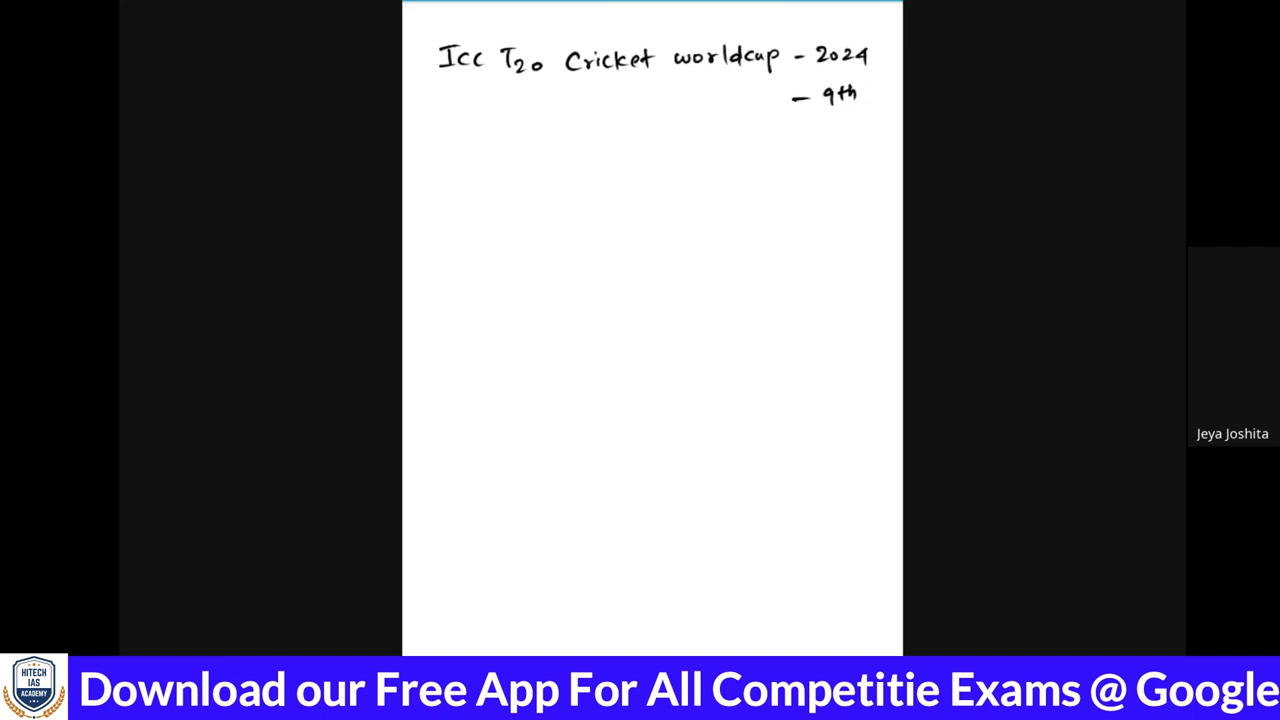 Icc T20 Cricket worldcup - 2024
- 9th
Jeya Joshita
HITECH
IAS
ACADEMY
Download our Free App For All Competitie Exams @ Google